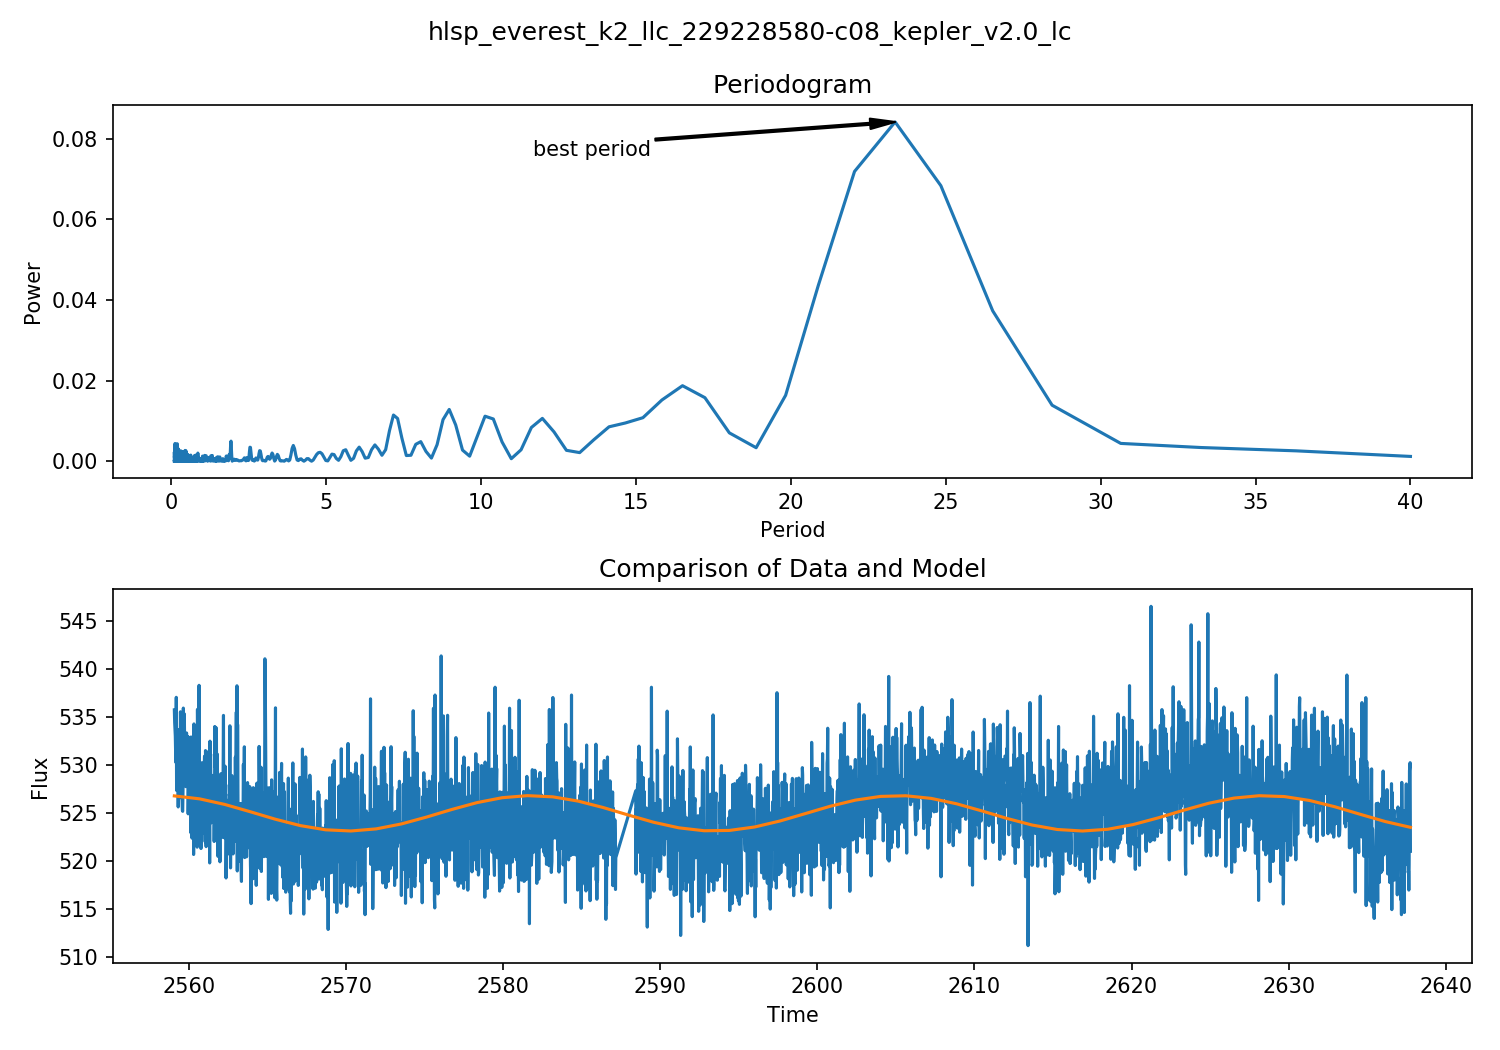 hlsp_everest_k2_llc_229228580-c08_kepler_v2.0_lc
Periodogram
best period
Power
0.08
0.06
0.04
0.02
0.00
0 5 10 15 20 25 30 35 40
Period
Comparison of Data and Model
Flux
545
540
535
530
525
520
515
510
2560 2570 2580 2590 2600 2610 2620 2630 2640
Time